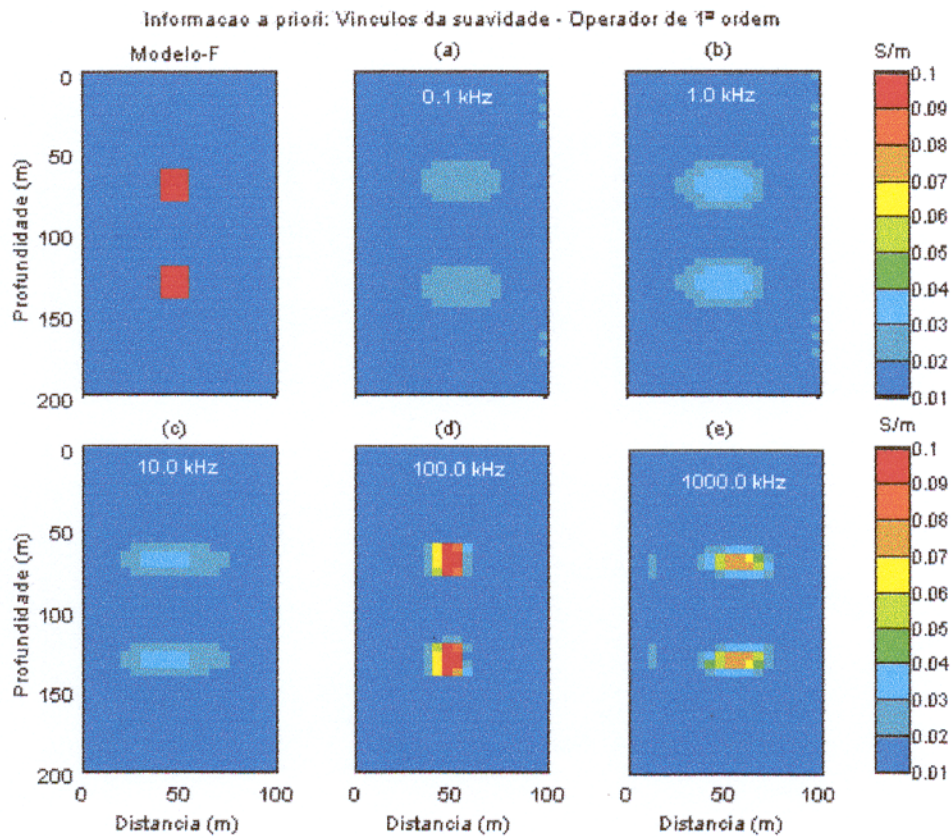 Informacao a priori: Vinculos da suavidade - Operador de 1ª ordem
Modelo-F
(a)
(b)
S/m
0.1 kHz
1.0 kHz
0
50
100
150
200
Profundidade (m)
0.1
0.09
0.08
0.07
0.06
0.05
0.04
0.03
0.02
0.01
(c)
(d)
(e)
S/m
10.0 kHz
100.0 kHz
1000.0 kHz
0
50
100
150
200
Profundidade (m)
0.1
0.09
0.08
0.07
0.06
0.05
0.04
0.03
0.02
0.01
0 50 100
0 50 100
0 50 100
Distancia (m)
Distancia (m)
Distancia (m)